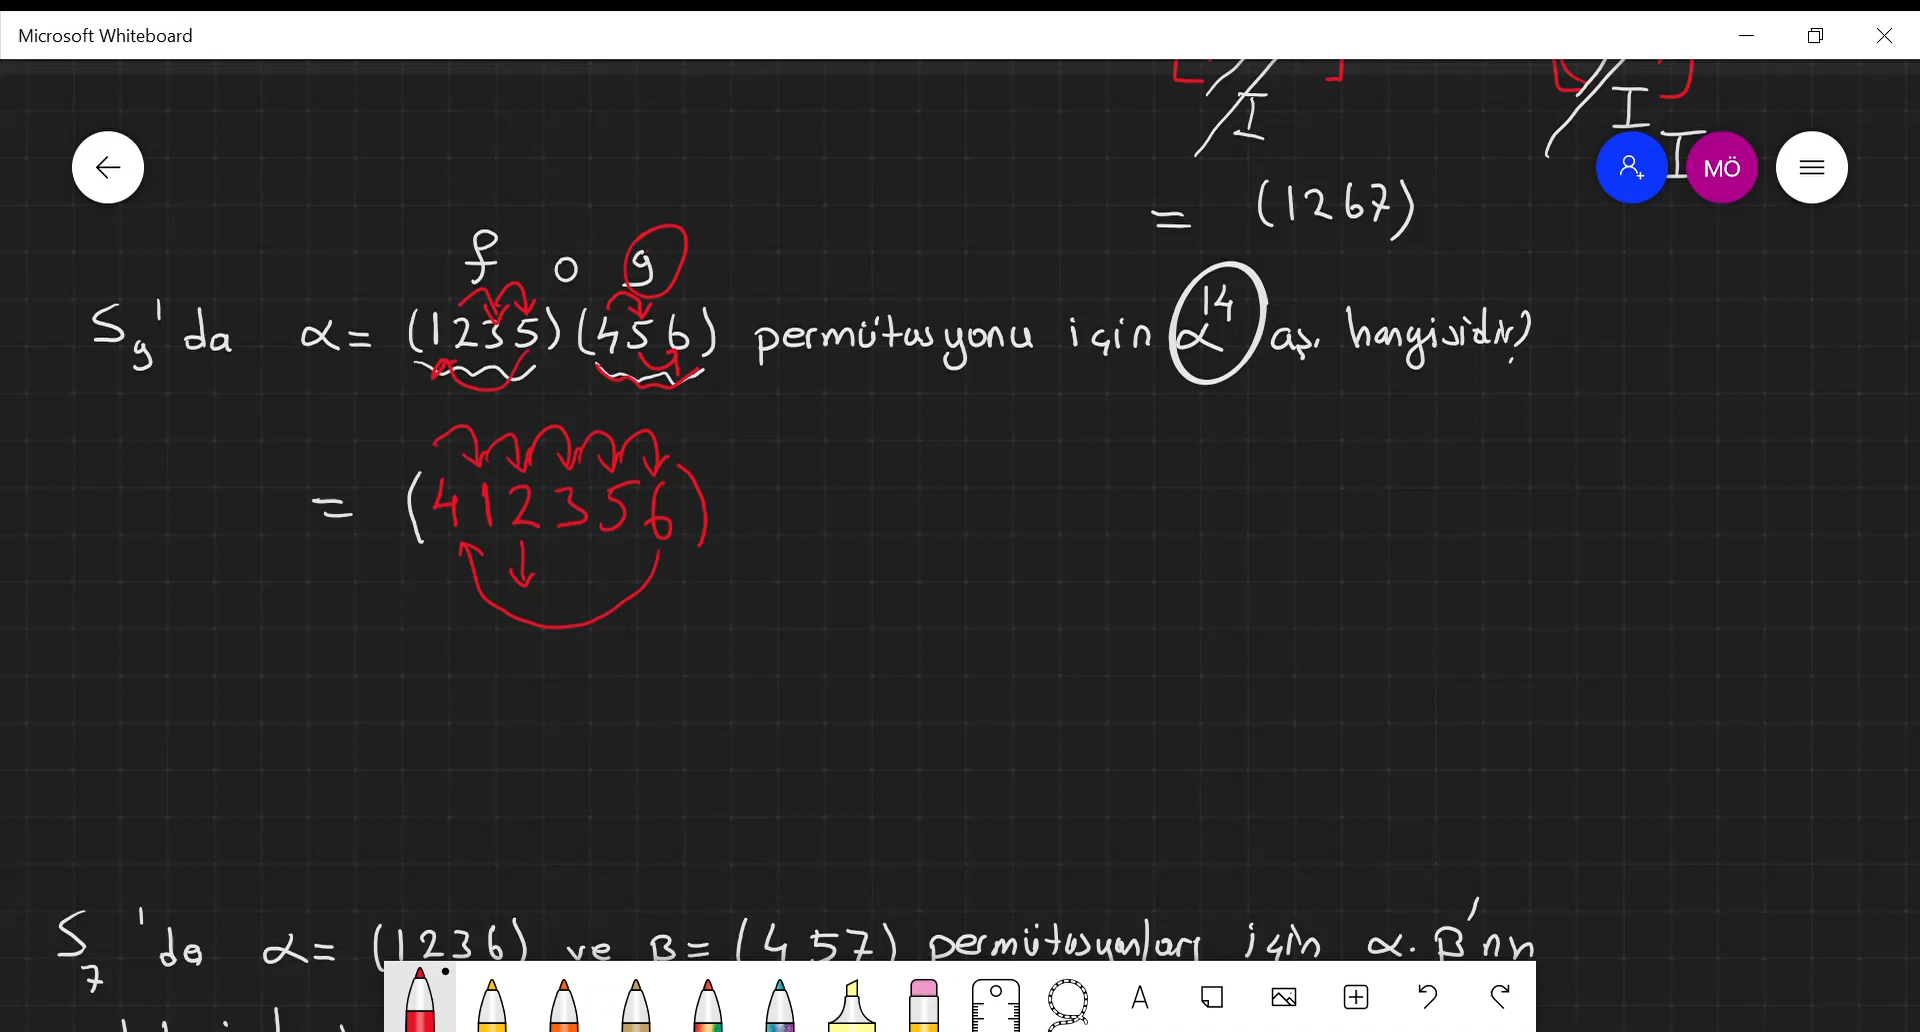 Microsoft Whiteboard
I I
I
MÖ
= (1267)
f o g
S9'da α = (1235)(456) permütasyonu için α^14 aş. hangisidir?
= (412356)
S7'de α = (1236) ve β = (457) permütasyonları için α.β'nın
A